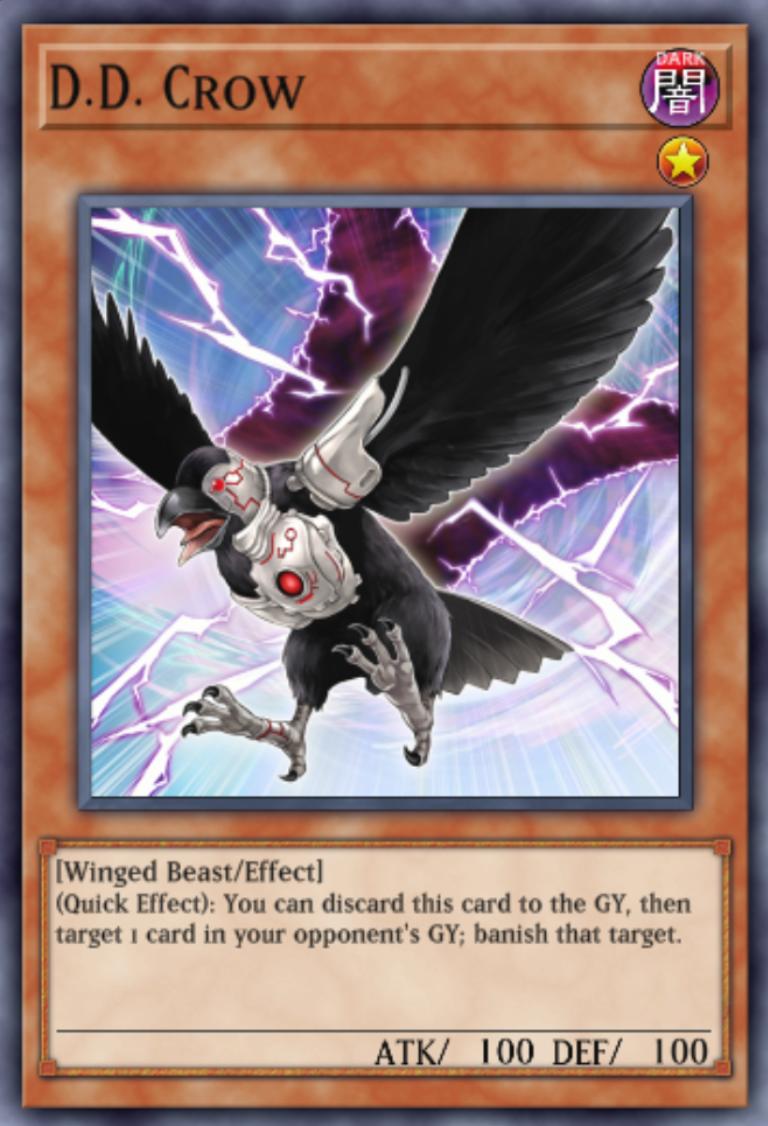 D.D. Crow
DARK
闇
[Winged Beast/Effect]
(Quick Effect): You can discard this card to the GY, then
target 1 card in your opponent's GY; banish that target.
ATK/ 100 DEF/ 100